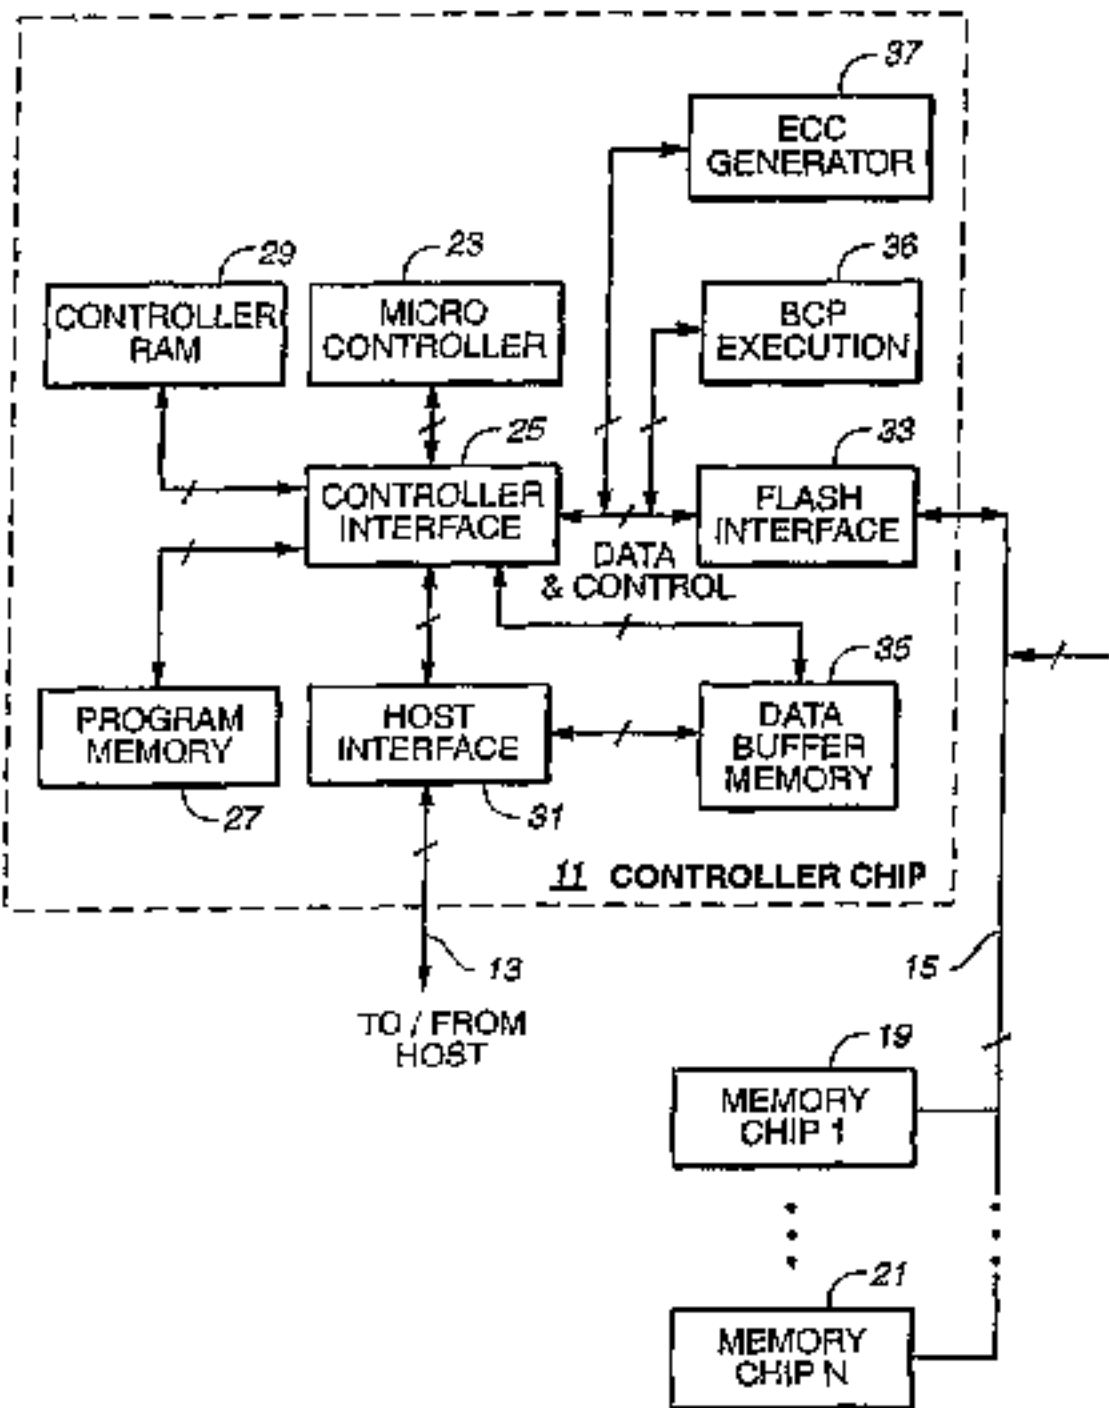 37
ECC
GENERATOR
29
23
36
CONTROLLER
RAM
MICRO
CONTROLLER
BCP
EXECUTION
25
33
CONTROLLER
INTERFACE
FLASH
INTERFACE
DATA
& CONTROL
35
PROGRAM
MEMORY
HOST
INTERFACE
DATA
BUFFER
MEMORY
27
31
11 CONTROLLER CHIP
13
15
TO / FROM
HOST
19
MEMORY
CHIP 1
21
MEMORY
CHIP N